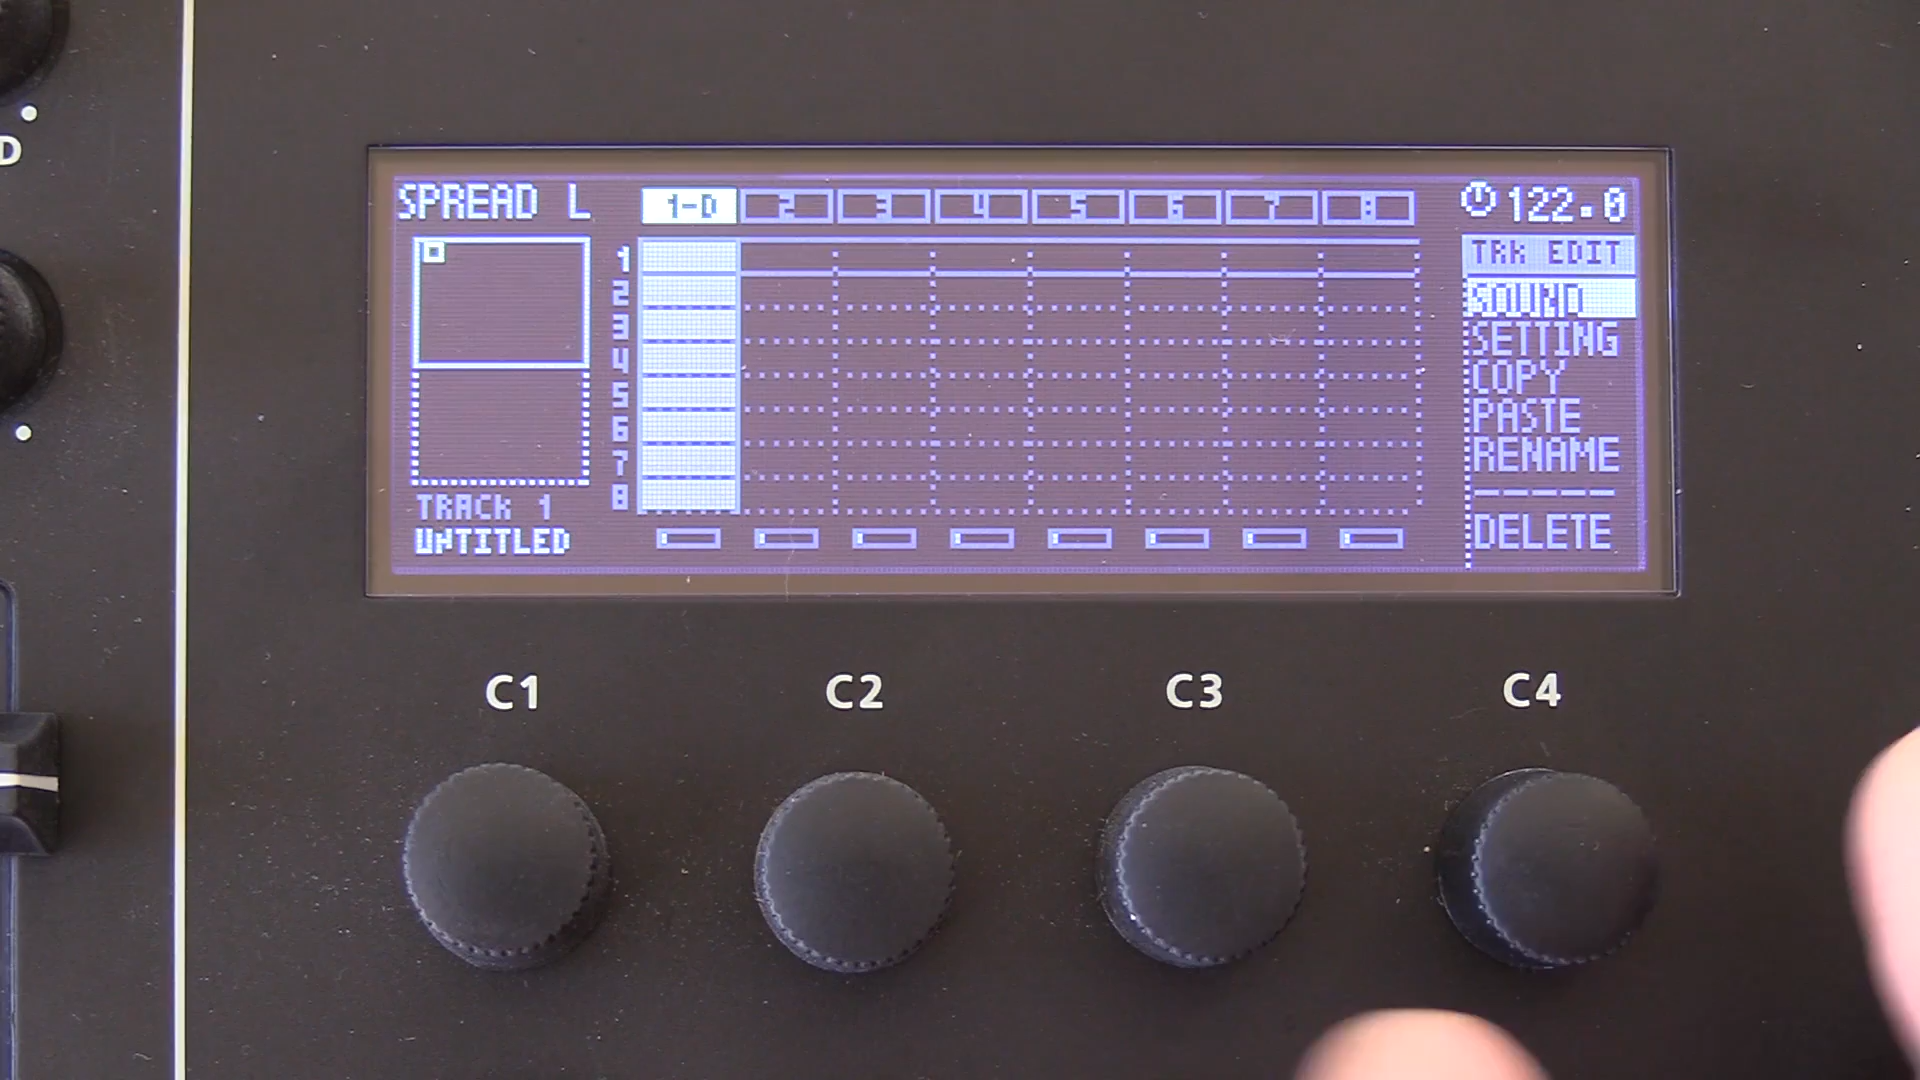 D
SPREAD L
1-D 2 3 4 5 6 7 8
122.0
1
2
3
4
5
6
7
8
TRACK 1
UNTITLED
TRK EDIT
SOUND
SETTING
COPY
PASTE
RENAME
DELETE
C1 C2 C3 C4